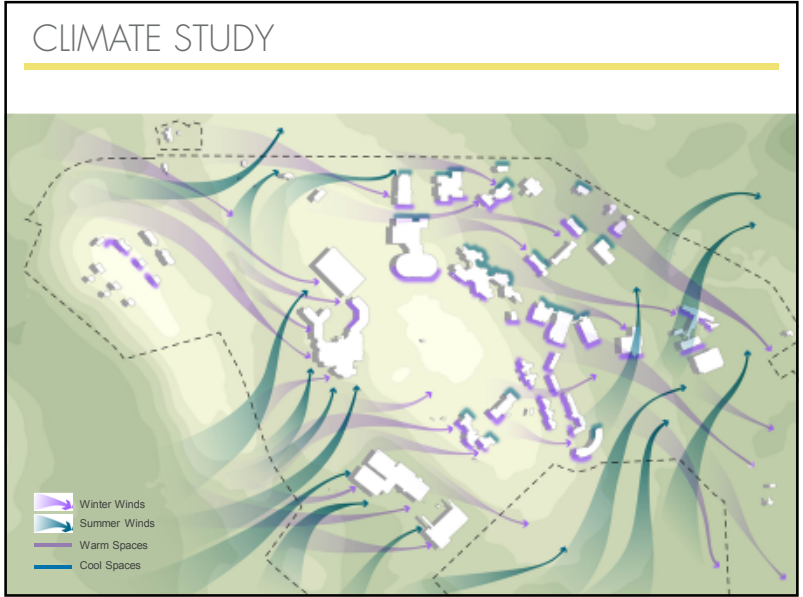 CLIMATE STUDY
Winter Winds
Summer Winds
Warm Spaces
Cool Spaces